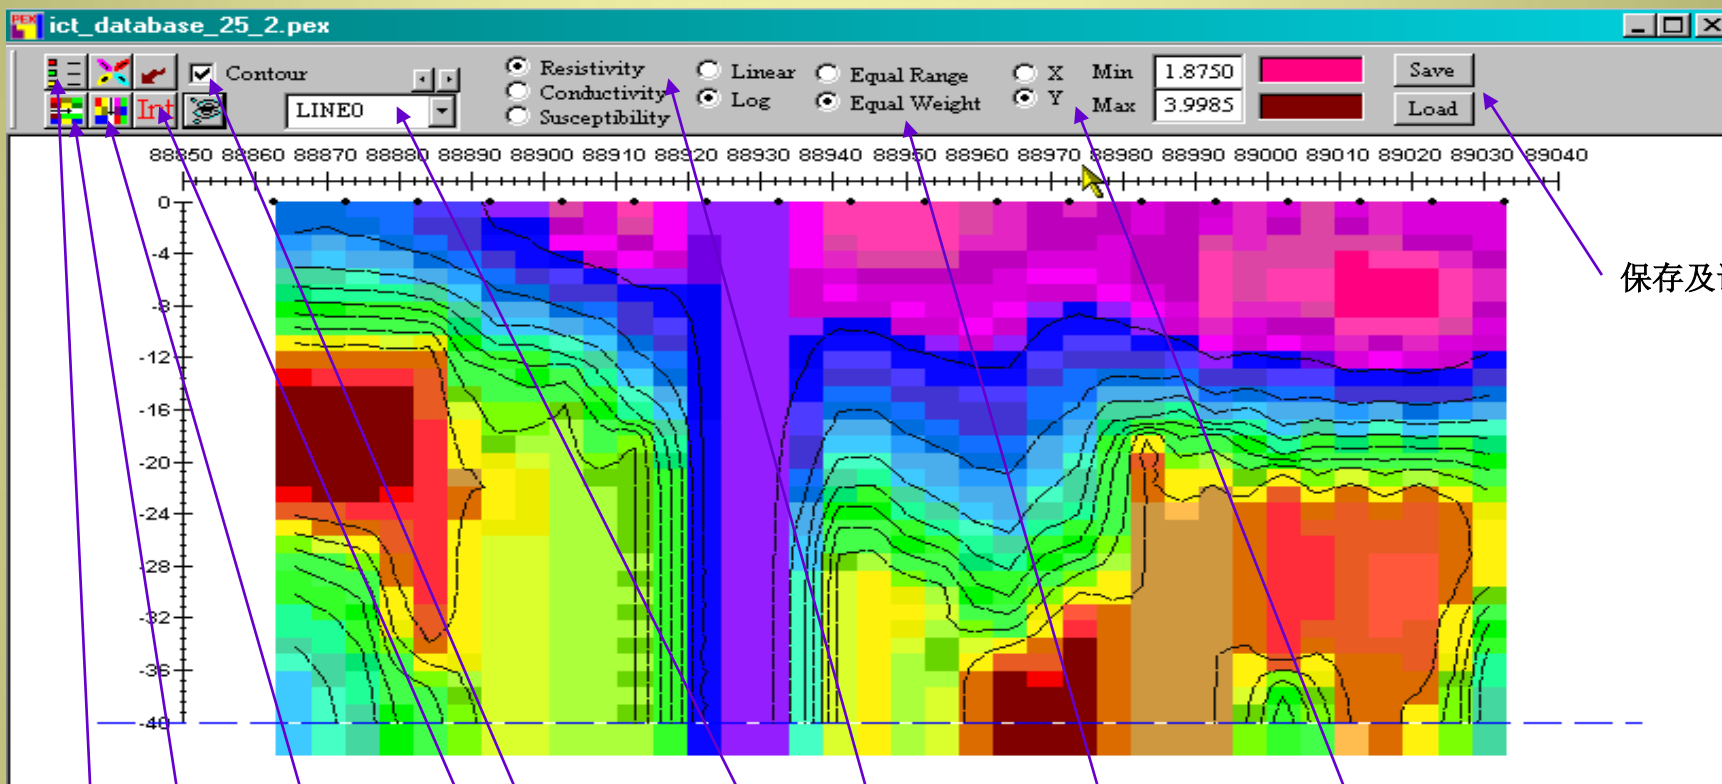 PEX ict_database_25_2.pex
Contour
Int
LINE0
Resistivity
Conductivity
Susceptibility
Linear
Log
Equal Range
Equal Weight
X
Y
Min 1.8750
Max 3.9985
Save
Load
88850 88860 88870 88880 88890 88900 88910 88920 88930 88940 88950 88960 88970 88980 88990 89000 89010 89020 89030 89040
0
-4
-8
-12
-16
-20
-24
-28
-32
-36
-40
保存及